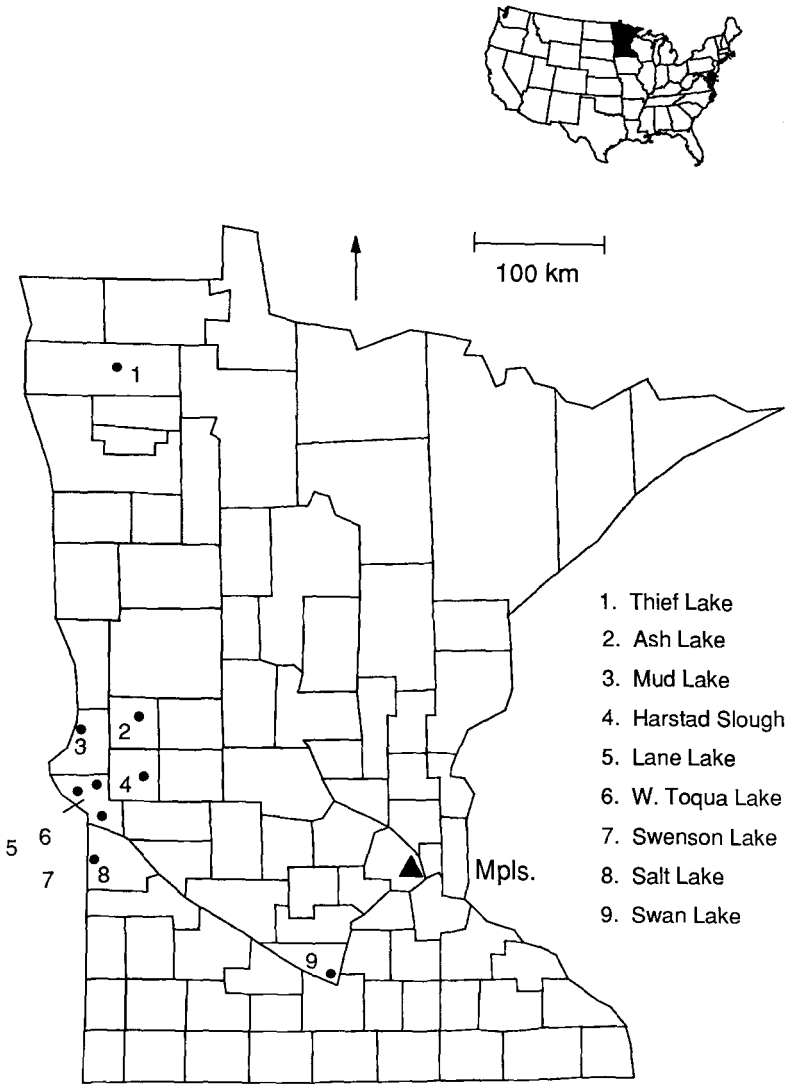 100 km
1
2
3
4
5
6
7
8
9
Mpls.
1. Thief Lake
2. Ash Lake
3. Mud Lake
4. Harstad Slough
5. Lane Lake
6. W. Toqua Lake
7. Swenson Lake
8. Salt Lake
9. Swan Lake